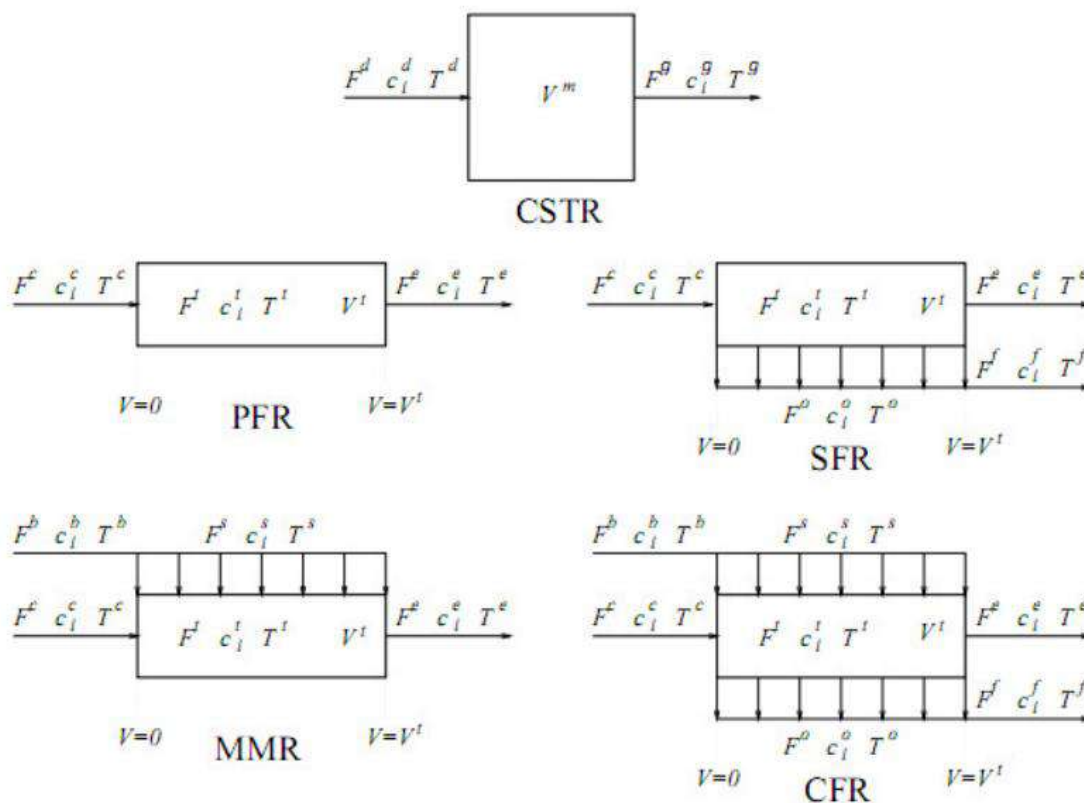 F^d c_i^d T^d
V^m
F^g c_i^g T^g
CSTR
F^c c_i^c T^c
F^t c_i^t T^t V^t
F^e c_i^e T^e
V=0
PFR
V=V^t
F^c c_i^c T^c
F^t c_i^t T^t V^t
F^e c_i^e T^e
F^f c_i^f T^f
F^o c_i^o T^o
V=0
SFR
V=V^t
F^b c_i^b T^b
F^s c_i^s T^s
F^c c_i^c T^c
F^t c_i^t T^t V^t
F^e c_i^e T^e
V=0
MMR
V=V^t
F^b c_i^b T^b
F^s c_i^s T^s
F^c c_i^c T^c
F^t c_i^t T^t V^t
F^e c_i^e T^e
F^f c_i^f T^f
F^o c_i^o T^o
V=0
CFR
V=V^t